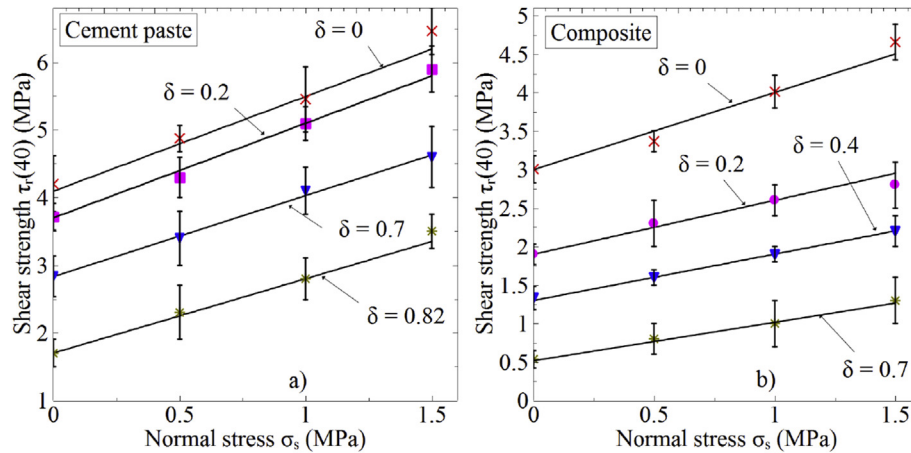 Cement paste
δ = 0
δ = 0.2
δ = 0.7
δ = 0.82
a)
Shear strength τr(40) (MPa)
6
5
4
3
2
1
0
0.5
1
1.5
Normal stress σs (MPa)
Composite
δ = 0
δ = 0.4
δ = 0.2
δ = 0.7
b)
Shear strength τr(40) (MPa)
5
4.5
4
3.5
3
2.5
2
1.5
1
0.5
0
0
0.5
1
1.5
Normal stress σs (MPa)